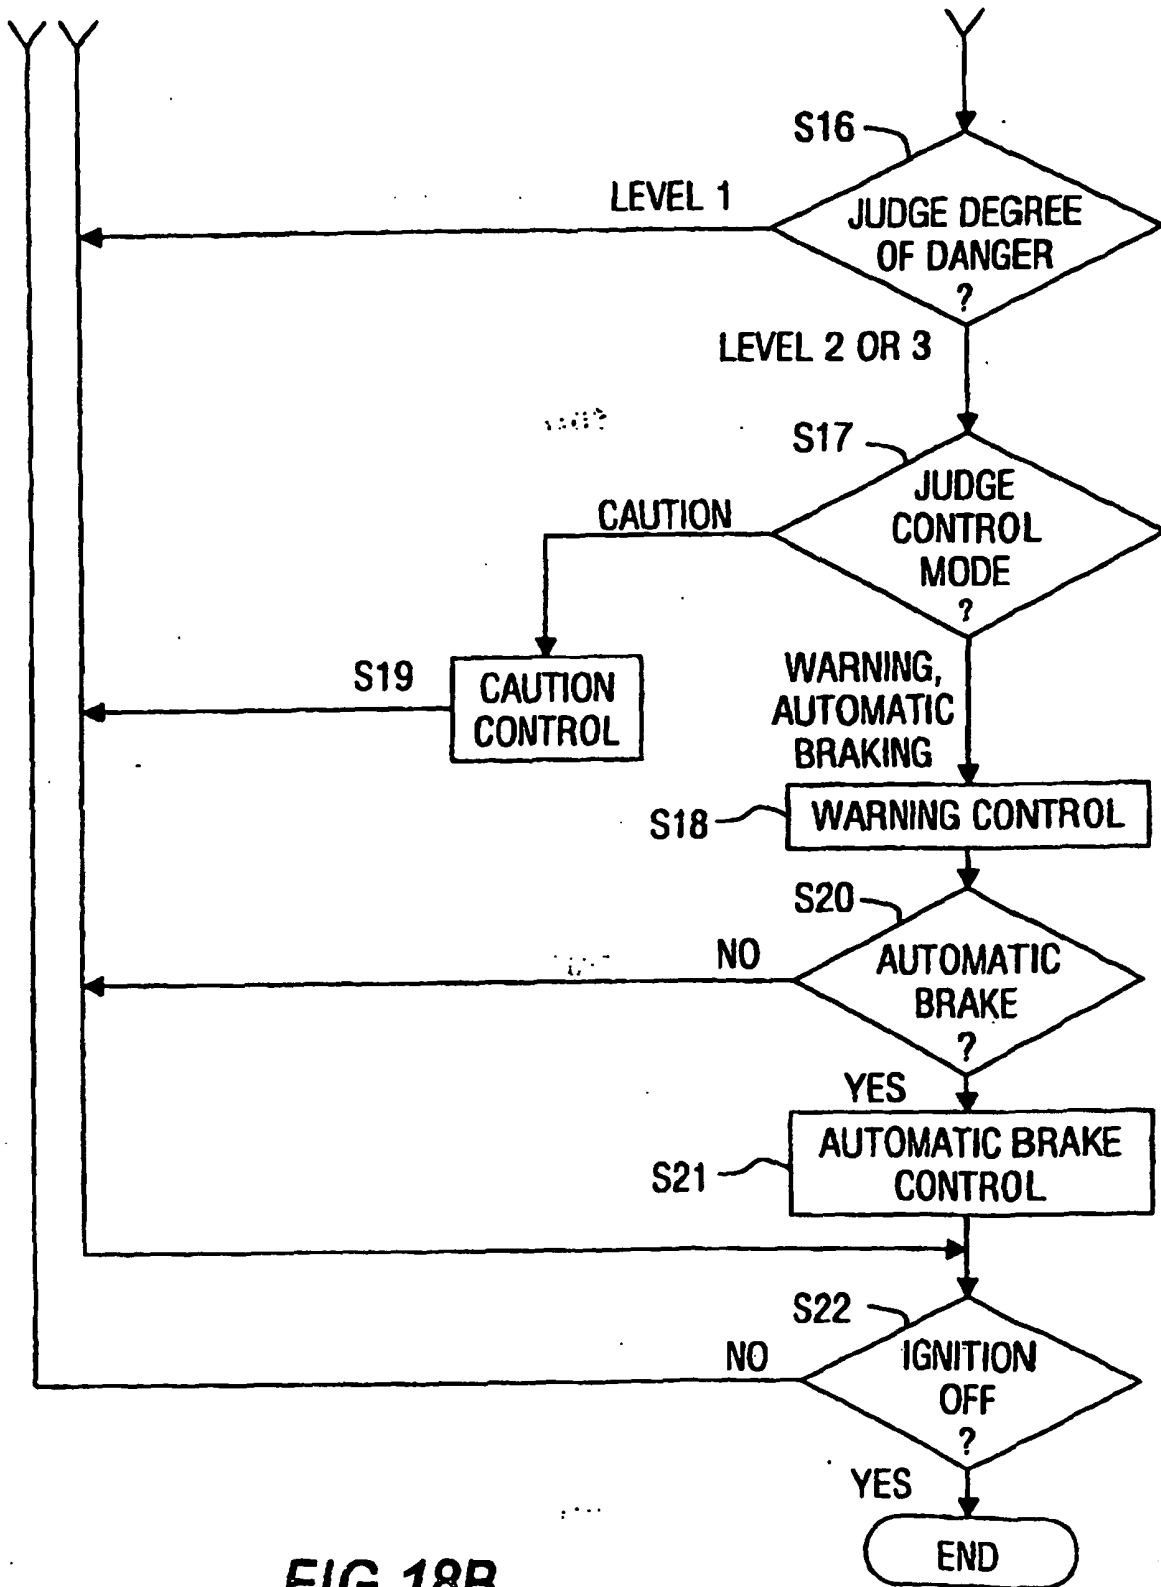 S16
LEVEL 1
JUDGE DEGREE
OF DANGER
?
LEVEL 2 OR 3
S17
JUDGE
CONTROL
MODE
?
CAUTION
S19
CAUTION
CONTROL
WARNING,
AUTOMATIC
BRAKING
S18
WARNING CONTROL
S20
NO
AUTOMATIC
BRAKE
?
YES
S21
AUTOMATIC BRAKE
CONTROL
S22
NO
IGNITION
OFF
?
YES
END
FIG 18B